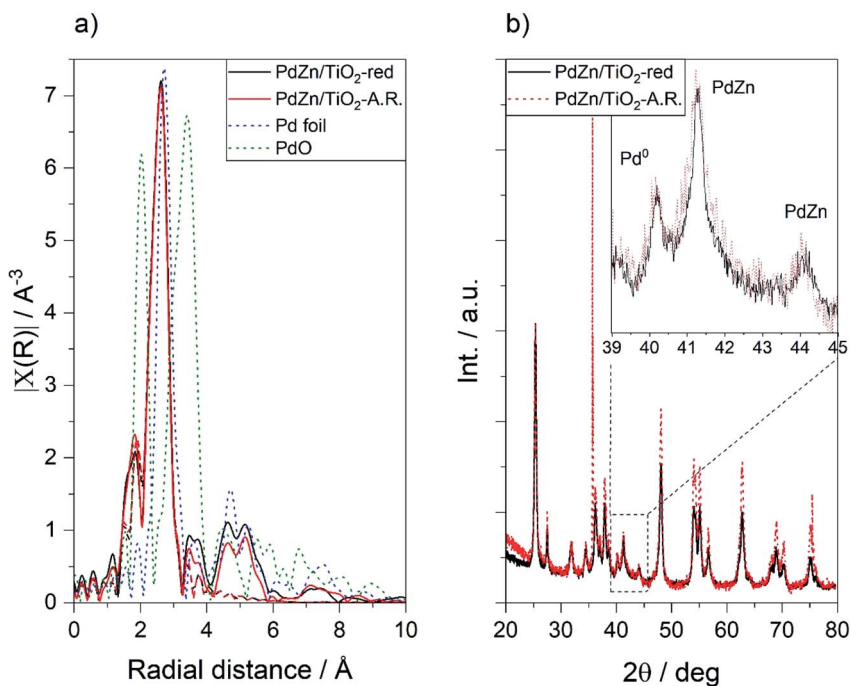 a)
b)
PdZn/TiO₂-red
PdZn/TiO₂-A.R.
Pd foil
PdO
7
6
5
4
3
2
1
0
|X(R)| / A⁻³
0 2 4 6 8 10
Radial distance / Å
PdZn/TiO₂-red
PdZn/TiO₂-A.R.
PdZn
Pd⁰
PdZn
39 40 41 42 43 44 45
Int. / a.u.
20 30 40 50 60 70 80
2θ / deg